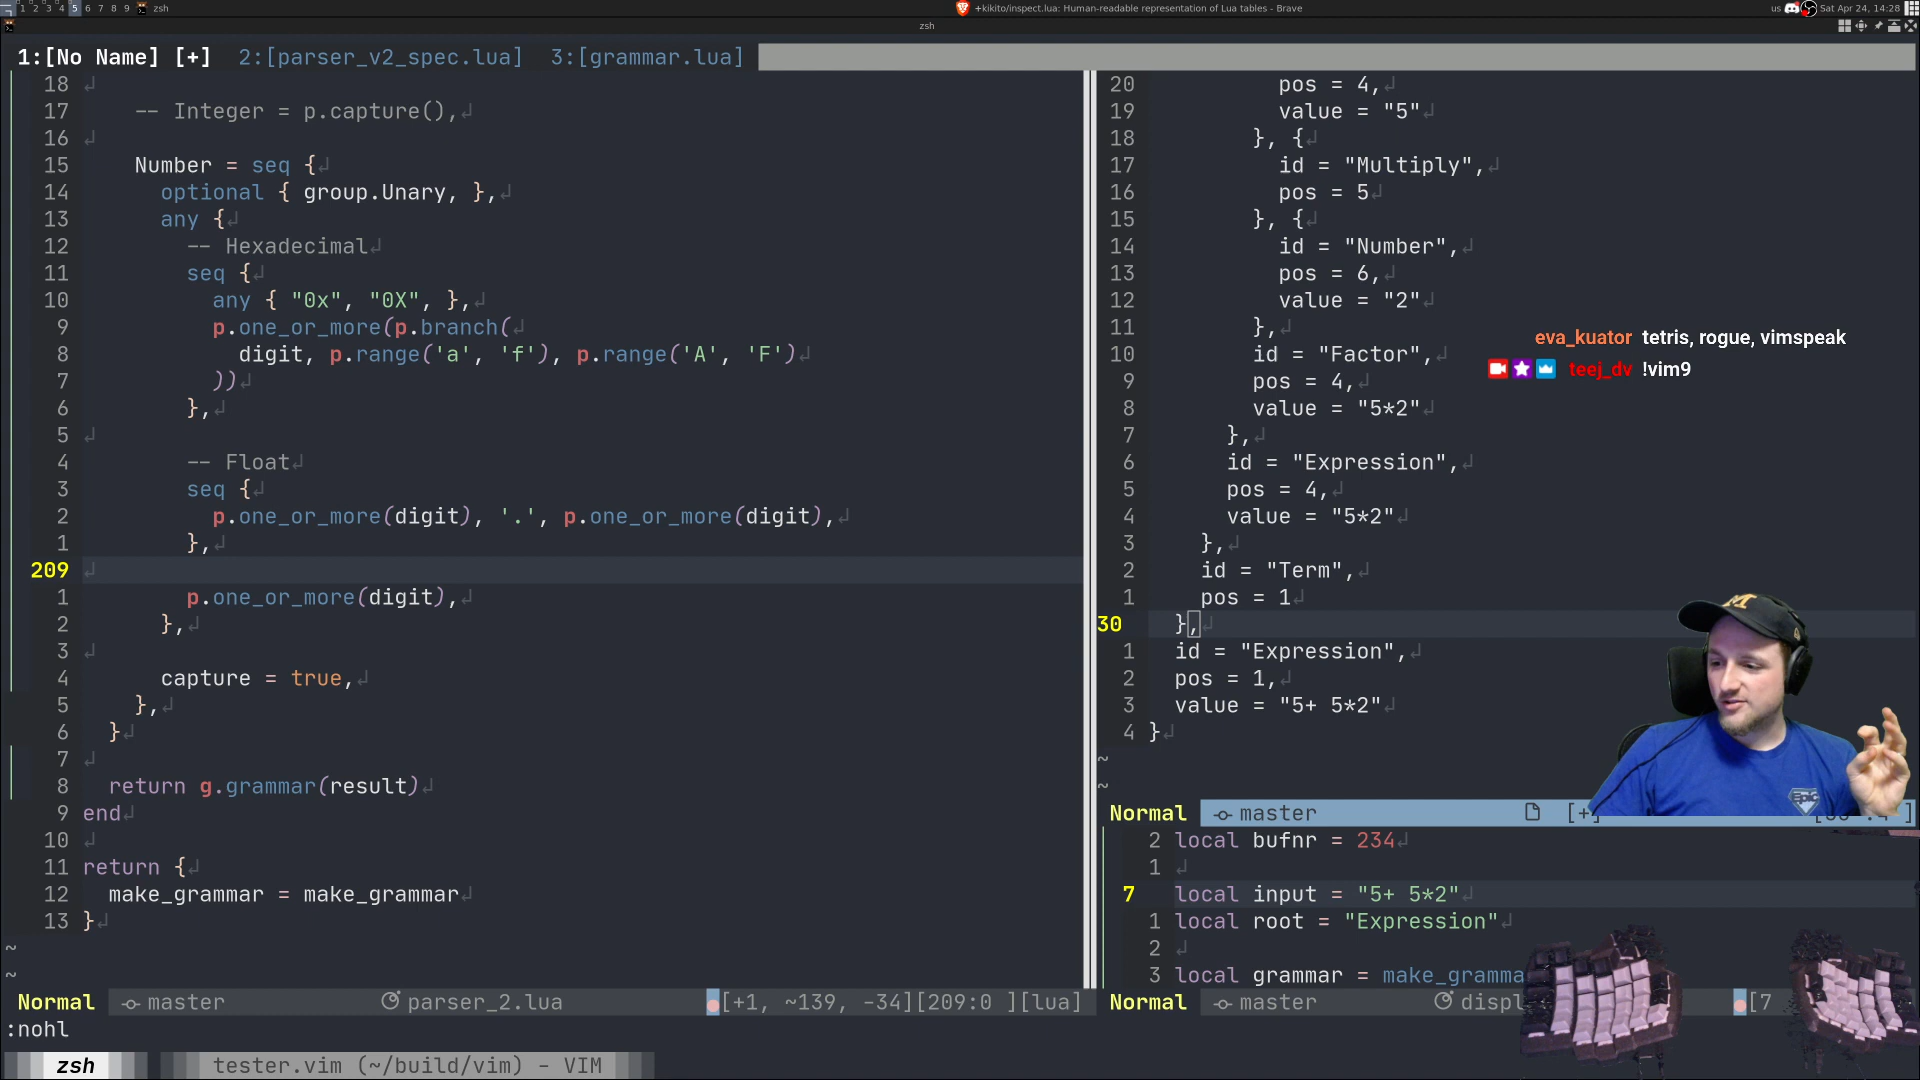 1 2 3 4 5 6 7 8 9 zsh
+kikito/inspect.lua: Human-readable representation of Lua tables - Brave
us
Sat Apr 24, 14:28
zsh
1:[No Name] [+] 2:[parser_v2_spec.lua] 3:[grammar.lua]
18
17 -- Integer = p.capture(),
16
15 Number = seq {
14 optional { group.Unary, },
13 any {
12 -- Hexadecimal
11 seq {
10 any { "0x", "0X", },
9 p.one_or_more(p.branch(
8 digit, p.range('a', 'f'), p.range('A', 'F')
7 ))
6 },
5
4 -- Float
3 seq {
2 p.one_or_more(digit), '.', p.one_or_more(digit),
1 },
209
1 p.one_or_more(digit),
2 },
3
4 capture = true,
5 },
6 }
7
8 return g.grammar(result)
9 end
10
11 return {
12 make_grammar = make_grammar
13 }
~
~
Normal master parser_2.lua [+1, ~139, -34][209:0 ][lua]
:nohl
zsh tester.vim (~/build/vim) - VIM
20 pos = 4,
19 value = "5"
18 }, {
17 id = "Multiply",
16 pos = 5
15 }, {
14 id = "Number",
13 pos = 6,
12 value = "2"
11 },
10 id = "Factor",
9 pos = 4,
8 value = "5*2"
7 },
6 id = "Expression",
5 pos = 4,
4 value = "5*2"
3 },
2 id = "Term",
1 pos = 1
30 },
1 id = "Expression",
2 pos = 1,
3 value = "5+ 5*2"
4 }
~
~
Normal master [+]
2 local bufnr = 234
1
7 local input = "5+ 5*2"
1 local root = "Expression"
2
3 local grammar = make_gramma
Normal master displ [7
eva_kuator tetris, rogue, vimspeak
teej_dv !vim9
M
EPIC